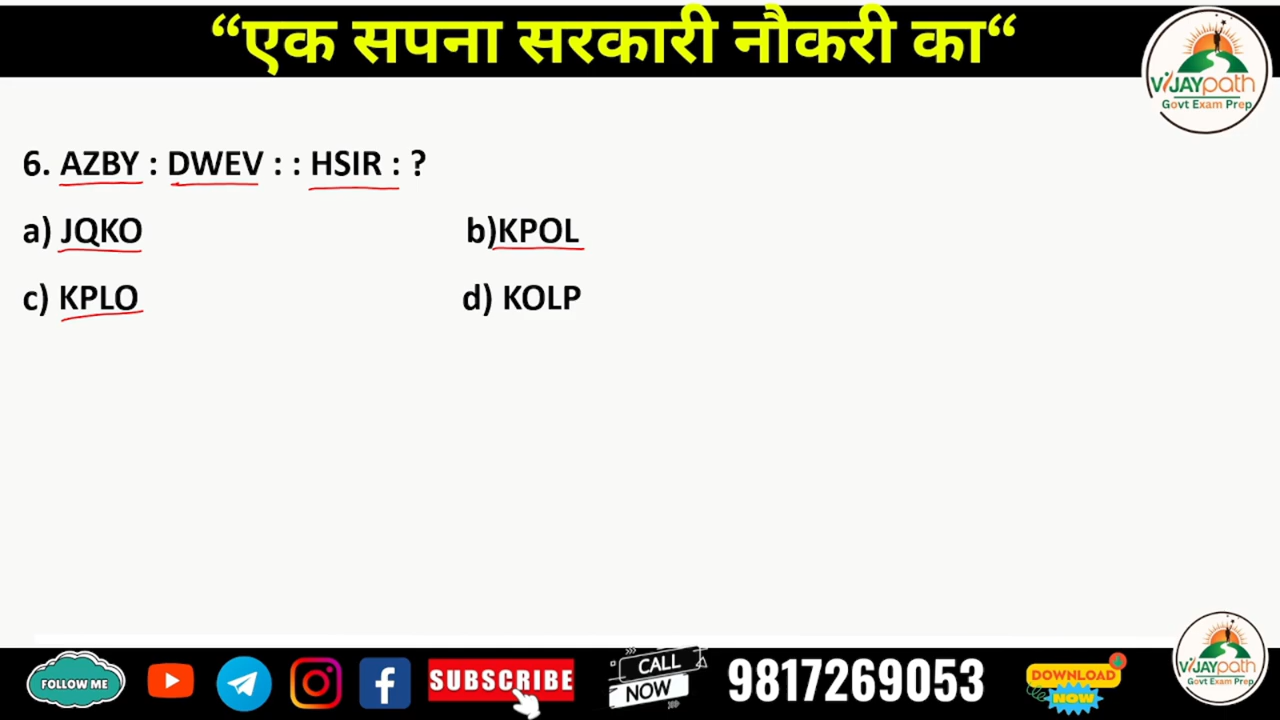 “एक सपना सरकारी नौकरी का“
ViJAYpath
Govt Exam Prep
6. AZBY : DWEV : : HSIR : ?
a) JQKO b)KPOL
c) KPLO d) KOLP
FOLLOW ME SUBSCRIBE CALL NOW 9817269053 DOWNLOAD NOW
ViJAYpath
Govt Exam Prep